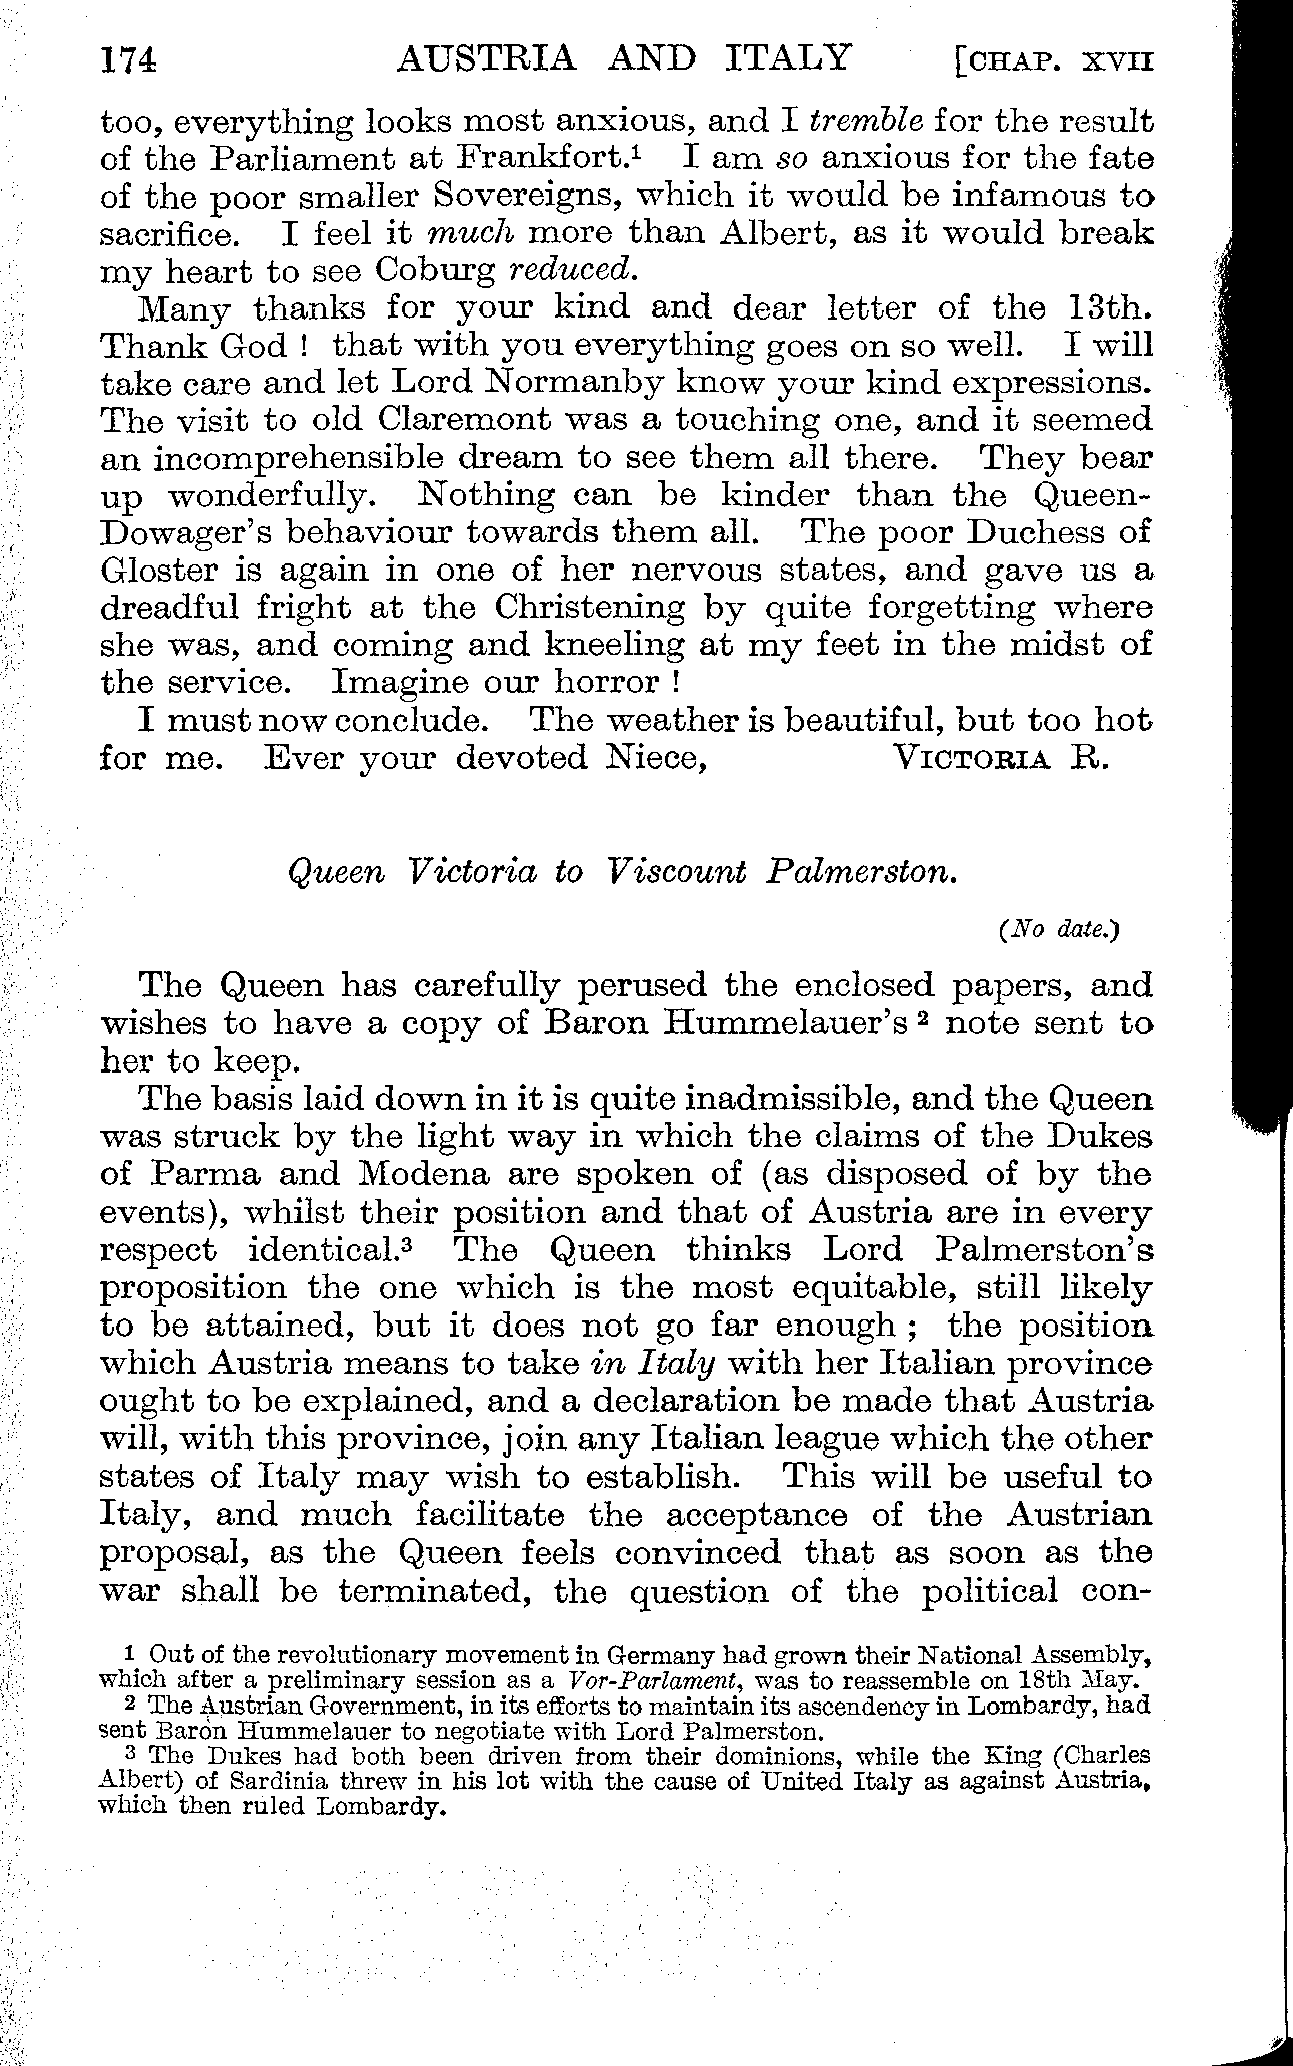 174 AUSTRIA AND ITALY [CHAP. XVII
too, everything looks most anxious, and I tremble for the result
of the Parliament at Frankfort.¹ I am so anxious for the fate
of the poor smaller Sovereigns, which it would be infamous to
sacrifice. I feel it much more than Albert, as it would break
my heart to see Coburg reduced.
Many thanks for your kind and dear letter of the 13th.
Thank God ! that with you everything goes on so well. I will
take care and let Lord Normanby know your kind expressions.
The visit to old Claremont was a touching one, and it seemed
an incomprehensible dream to see them all there. They bear
up wonderfully. Nothing can be kinder than the Queen-
Dowager's behaviour towards them all. The poor Duchess of
Gloster is again in one of her nervous states, and gave us a
dreadful fright at the Christening by quite forgetting where
she was, and coming and kneeling at my feet in the midst of
the service. Imagine our horror !
I must now conclude. The weather is beautiful, but too hot
for me. Ever your devoted Niece, VICTORIA R.
Queen Victoria to Viscount Palmerston.
(No date.)
The Queen has carefully perused the enclosed papers, and
wishes to have a copy of Baron Hummelauer's ² note sent to
her to keep.
The basis laid down in it is quite inadmissible, and the Queen
was struck by the light way in which the claims of the Dukes
of Parma and Modena are spoken of (as disposed of by the
events), whilst their position and that of Austria are in every
respect identical.³ The Queen thinks Lord Palmerston's
proposition the one which is the most equitable, still likely
to be attained, but it does not go far enough ; the position
which Austria means to take in Italy with her Italian province
ought to be explained, and a declaration be made that Austria
will, with this province, join any Italian league which the other
states of Italy may wish to establish. This will be useful to
Italy, and much facilitate the acceptance of the Austrian
proposal, as the Queen feels convinced that as soon as the
war shall be terminated, the question of the political con-
1 Out of the revolutionary movement in Germany had grown their National Assembly,
which after a preliminary session as a Vor-Parlament, was to reassemble on 18th May.
2 The Austrian Government, in its efforts to maintain its ascendency in Lombardy, had
sent Baron Hummelauer to negotiate with Lord Palmerston.
3 The Dukes had both been driven from their dominions, while the King (Charles
Albert) of Sardinia threw in his lot with the cause of United Italy as against Austria,
which then ruled Lombardy.